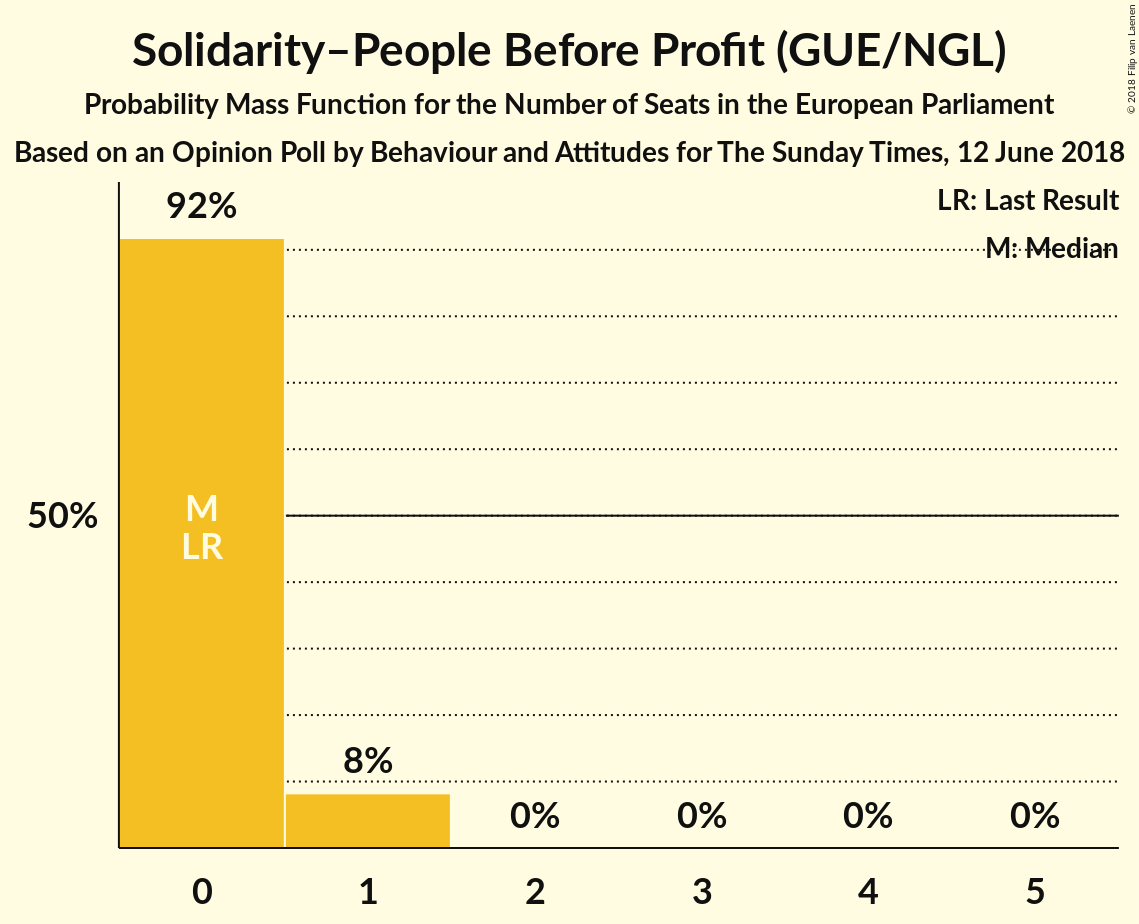 Solidarity–People Before Profit (GUE/NGL)
Probability Mass Function for the Number of Seats in the European Parliament
Based on an Opinion Poll by Behaviour and Attitudes for The Sunday Times, 12 June 2018
© 2018 Filip van Laenen
LR: Last Result
M: Median
92%
50%
M
LR
8%
0%
0%
0%
0%
0
1
2
3
4
5